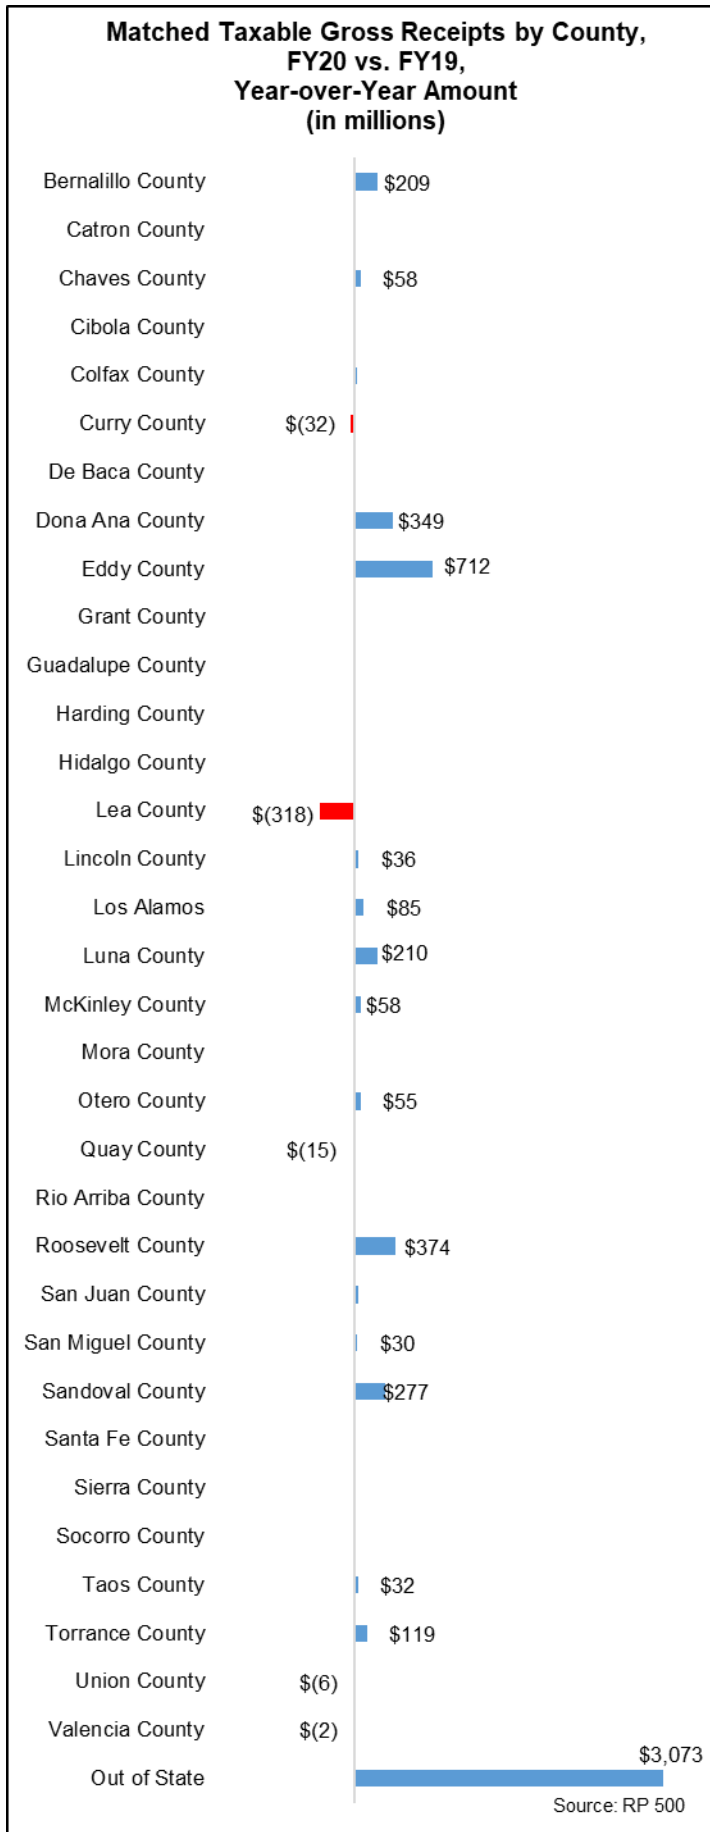 Matched Taxable Gross Receipts by County,
FY20 vs. FY19,
Year-over-Year Amount
(in millions)
Bernalillo County $209
Catron County
Chaves County $58
Cibola County
Colfax County
Curry County $(32)
De Baca County
Dona Ana County $349
Eddy County $712
Grant County
Guadalupe County
Harding County
Hidalgo County
Lea County $(318)
Lincoln County $36
Los Alamos $85
Luna County $210
McKinley County $58
Mora County
Otero County $55
Quay County $(15)
Rio Arriba County
Roosevelt County $374
San Juan County
San Miguel County $30
Sandoval County $277
Santa Fe County
Sierra County
Socorro County
Taos County $32
Torrance County $119
Union County $(6)
Valencia County $(2)
Out of State $3,073
Source: RP 500